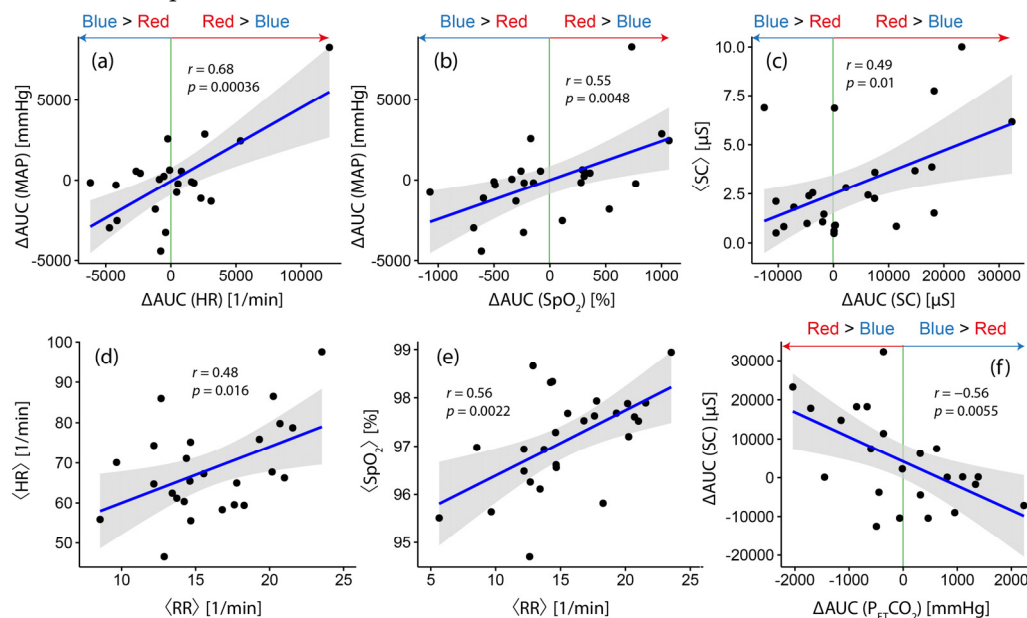 Blue > Red Red > Blue
(a)
r = 0.68
p = 0.00036
ΔAUC (MAP) [mmHg]
5000
0
-5000
-5000 0 5000 10000
ΔAUC (HR) [1/min]
Blue > Red Red > Blue
(b)
r = 0.55
p = 0.0048
ΔAUC (MAP) [mmHg]
5000
0
-5000
-10000 -5000 0 5000 10000
ΔAUC (SpO₂) [%]
Blue > Red Red > Blue
(c)
r = 0.49
p = 0.01
⟨SC⟩ [µS]
10.0
7.5
5.0
2.5
0.0
-10000 0 10000 20000 30000
ΔAUC (SC) [µS]
(d)
r = 0.48
p = 0.016
⟨HR⟩ [1/min]
100
90
80
70
60
50
10 15 20 25
⟨RR⟩ [1/min]
(e)
r = 0.56
p = 0.0022
⟨SpO₂⟩ [%]
99
98
97
96
95
5 10 15 20 25
⟨RR⟩ [1/min]
Red > Blue Blue > Red
(f)
r = −0.56
p = 0.0055
ΔAUC (SC) [µS]
30000
20000
10000
0
-10000
-20000
-2000 -1000 0 1000 2000
ΔAUC (P_ETCO₂) [mmHg]